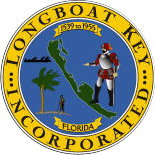 LONGBOAT KEY
1539 to 1955
FLORIDA
INCORPORATED